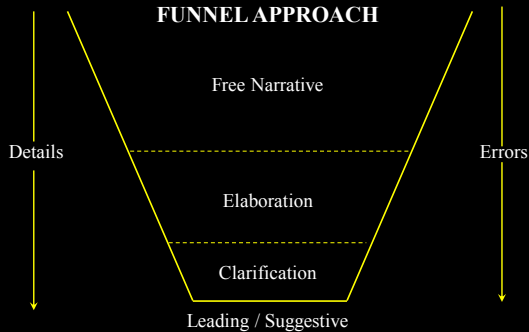 FUNNEL APPROACH
Free Narrative
Details
Errors
Elaboration
Clarification
Leading / Suggestive